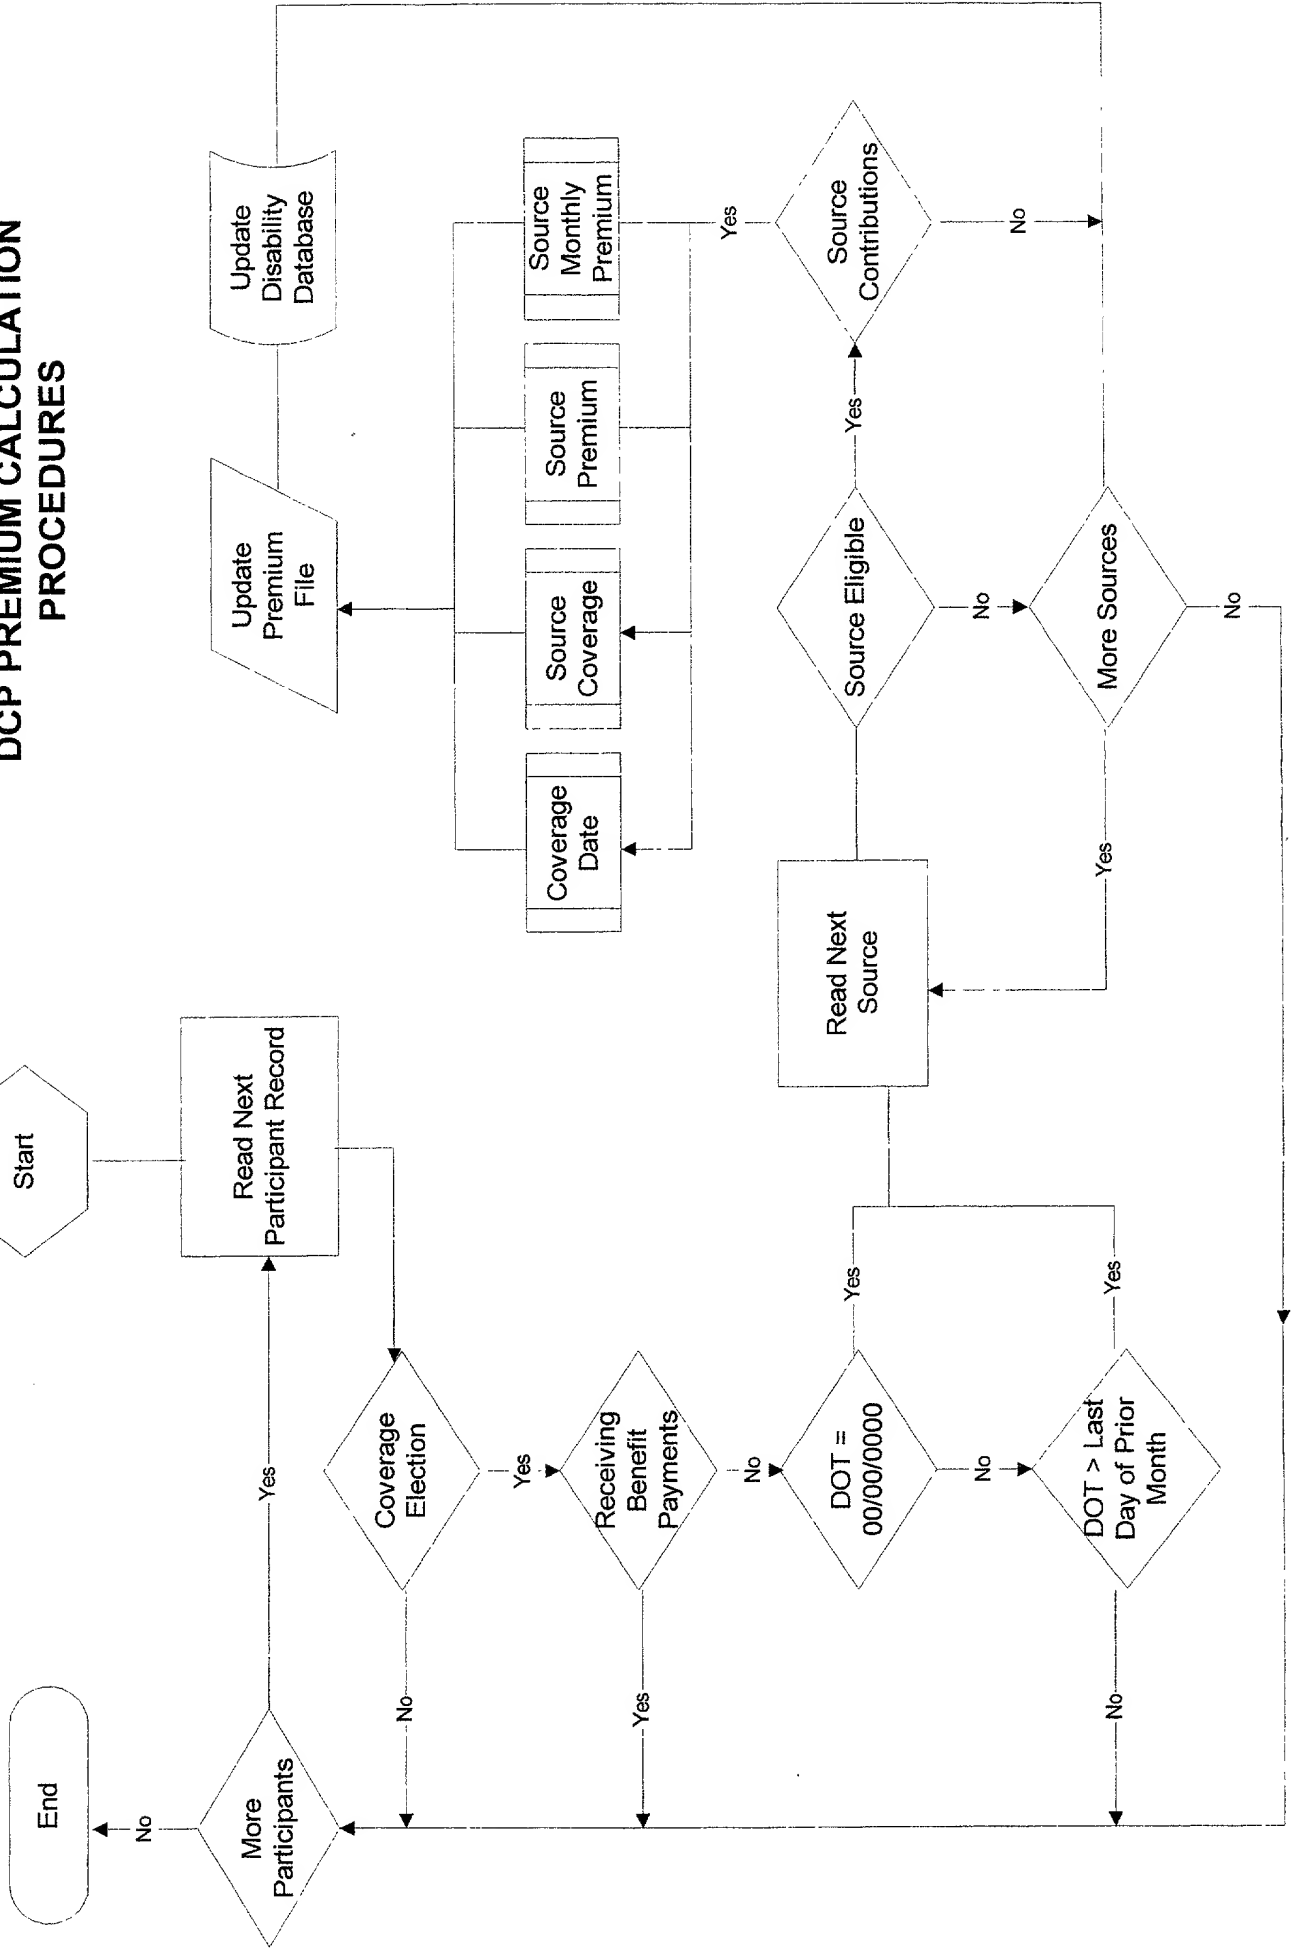 DCP PREMIUM CALCULATION
PROCEDURES
Start
End
No
More
Participants
Yes
Read Next
Participant Record
Update
Premium
File
Update
Disability
Database
Coverage
Election
No
Yes
Receiving
Benefit
Payments
Yes
No
DOT =
00/00/0000
Yes
No
DOT > Last
Day of Prior
Month
No
Yes
Coverage
Date
Source
Coverage
Source
Premium
Source
Monthly
Premium
Yes
Read Next
Source
Source Eligible
Yes
Source
Contributions
No
No
More Sources
Yes
No